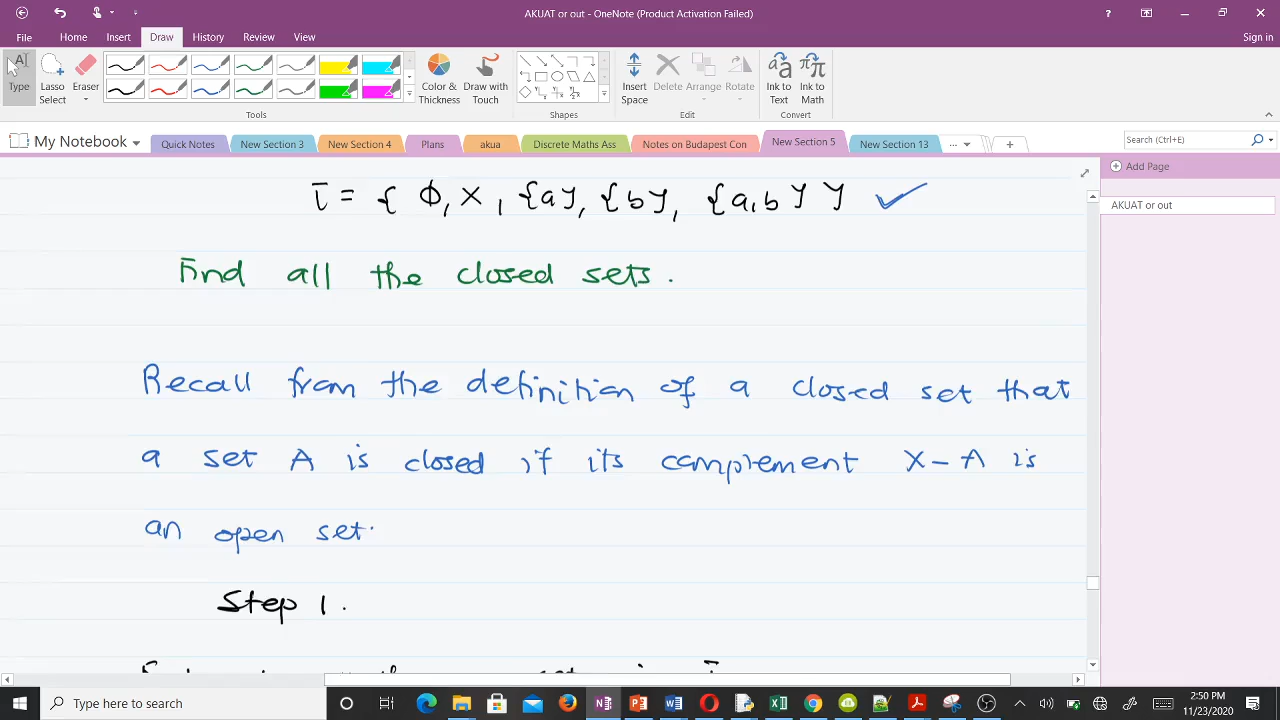 AKUAT or out - OneNote (Product Activation Failed)
File Home Insert Draw History Review View
Sign in
Type
Lasso Select
Eraser
Color & Thickness
Draw with Touch
Insert Space
Delete
Arrange
Rotate
Ink to Text
Ink to Math
Tools
Shapes
Edit
Convert
My Notebook
Quick Notes
New Section 3
New Section 4
Plans
akua
Discrete Maths Ass
Notes on Budapest Con
New Section 5
New Section 13
Search (Ctrl+E)
Add Page
AKUAT or out
τ = { Φ, X, {a}, {b}, {a,b} }
Find all the closed sets.
Recall from the definition of a closed set that
a set A is closed if its complement X - A is
an open set.
Step 1.
Type here to search
2:50 PM
11/23/2020